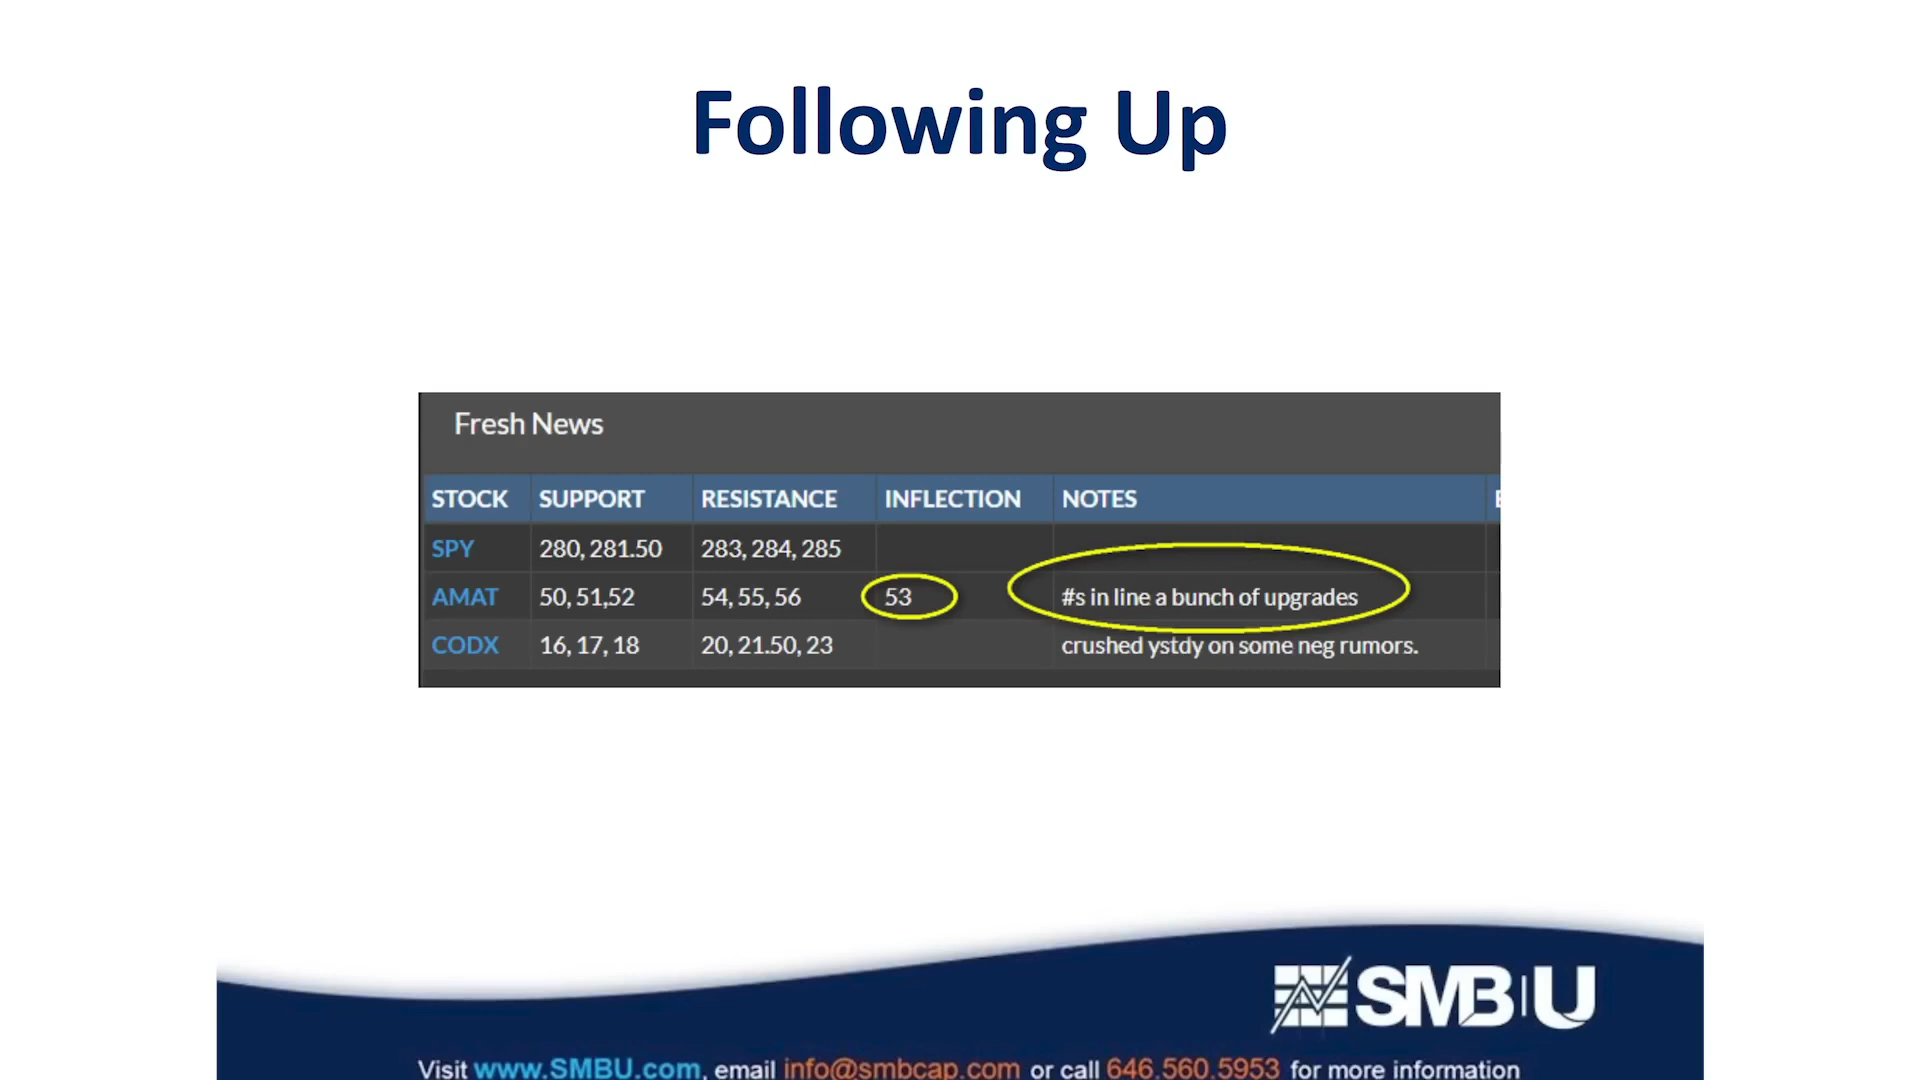 Following Up
Fresh News
STOCK SUPPORT RESISTANCE INFLECTION NOTES
SPY 280, 281.50 283, 284, 285
AMAT 50, 51,52 54, 55, 56 53 #s in line a bunch of upgrades
CODX 16, 17, 18 20, 21.50, 23 crushed ystdy on some neg rumors.
SMB U
Visit www.SMBU.com, email info@smbcap.com or call 646.560.5953 for more information